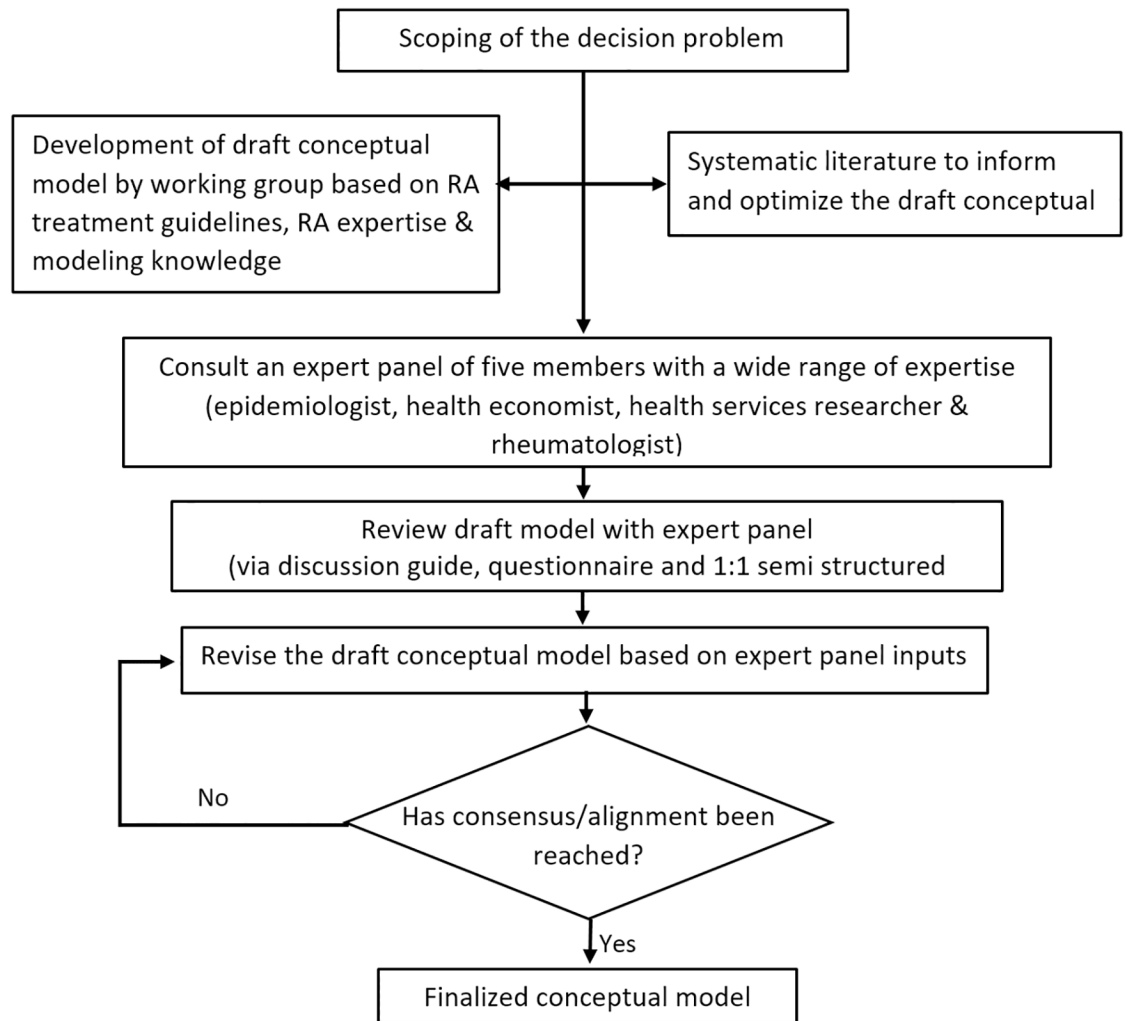 Scoping of the decision problem
Development of draft conceptual
model by working group based on RA
treatment guidelines, RA expertise &
modeling knowledge
Systematic literature to inform
and optimize the draft conceptual
Consult an expert panel of five members with a wide range of expertise
(epidemiologist, health economist, health services researcher &
rheumatologist)
Review draft model with expert panel
(via discussion guide, questionnaire and 1:1 semi structured
Revise the draft conceptual model based on expert panel inputs
No
Has consensus/alignment been
reached?
Yes
Finalized conceptual model